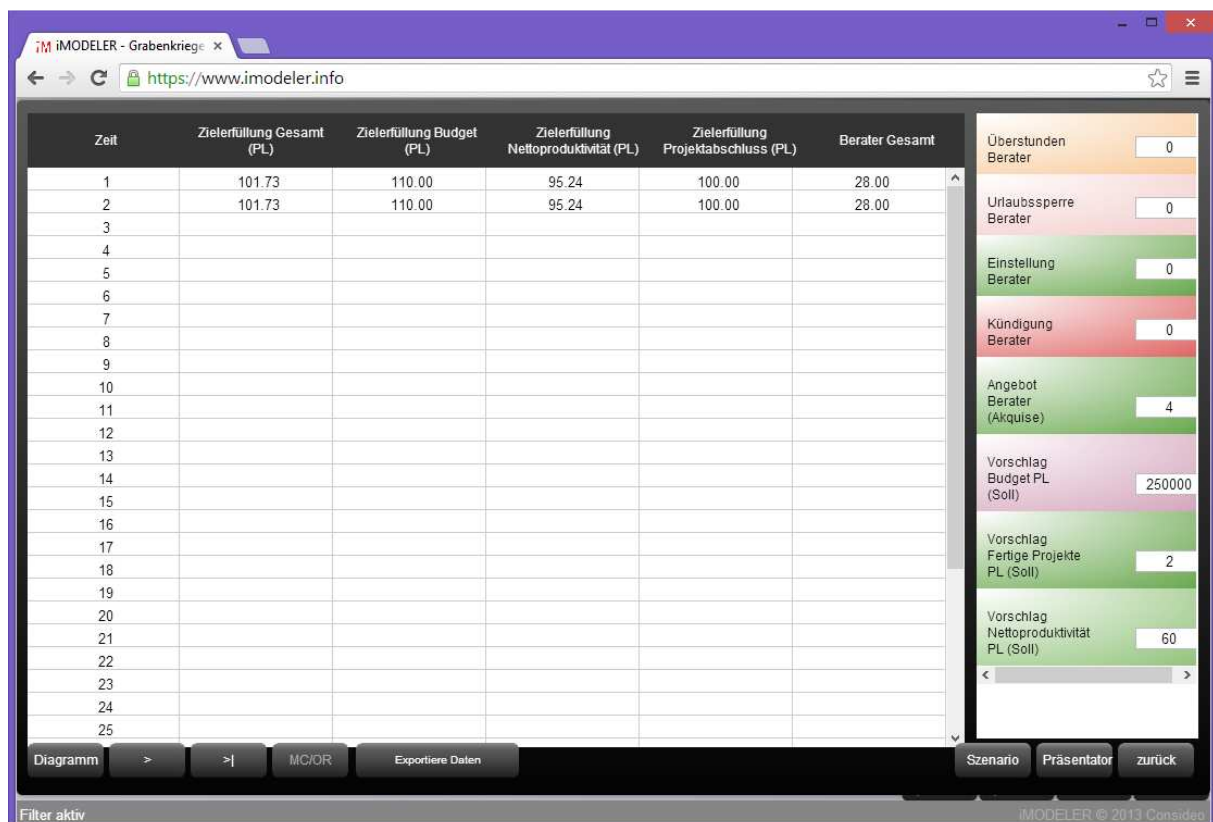 iM iMODELER - Grabenkriege
https://www.imodeler.info
Zeit Zielerfüllung Gesamt (PL) Zielerfüllung Budget (PL) Zielerfüllung Nettoproduktivität (PL) Zielerfüllung Projektabschluss (PL) Berater Gesamt
1 101.73 110.00 95.24 100.00 28.00
2 101.73 110.00 95.24 100.00 28.00
3
4
5
6
7
8
9
10
11
12
13
14
15
16
17
18
19
20
21
22
23
24
25
Überstunden
Berater
0
Urlaubssperre
Berater
0
Einstellung
Berater
0
Kündigung
Berater
0
Angebot
Berater
(Akquise)
4
Vorschlag
Budget PL
(Soll)
250000
Vorschlag
Fertige Projekte
PL (Soll)
2
Vorschlag
Nettoproduktivität
PL (Soll)
60
Diagramm > >| MC/OR Exportiere Daten Szenario Präsentator zurück
Filter aktiv iMODELER © 2013 Consideo